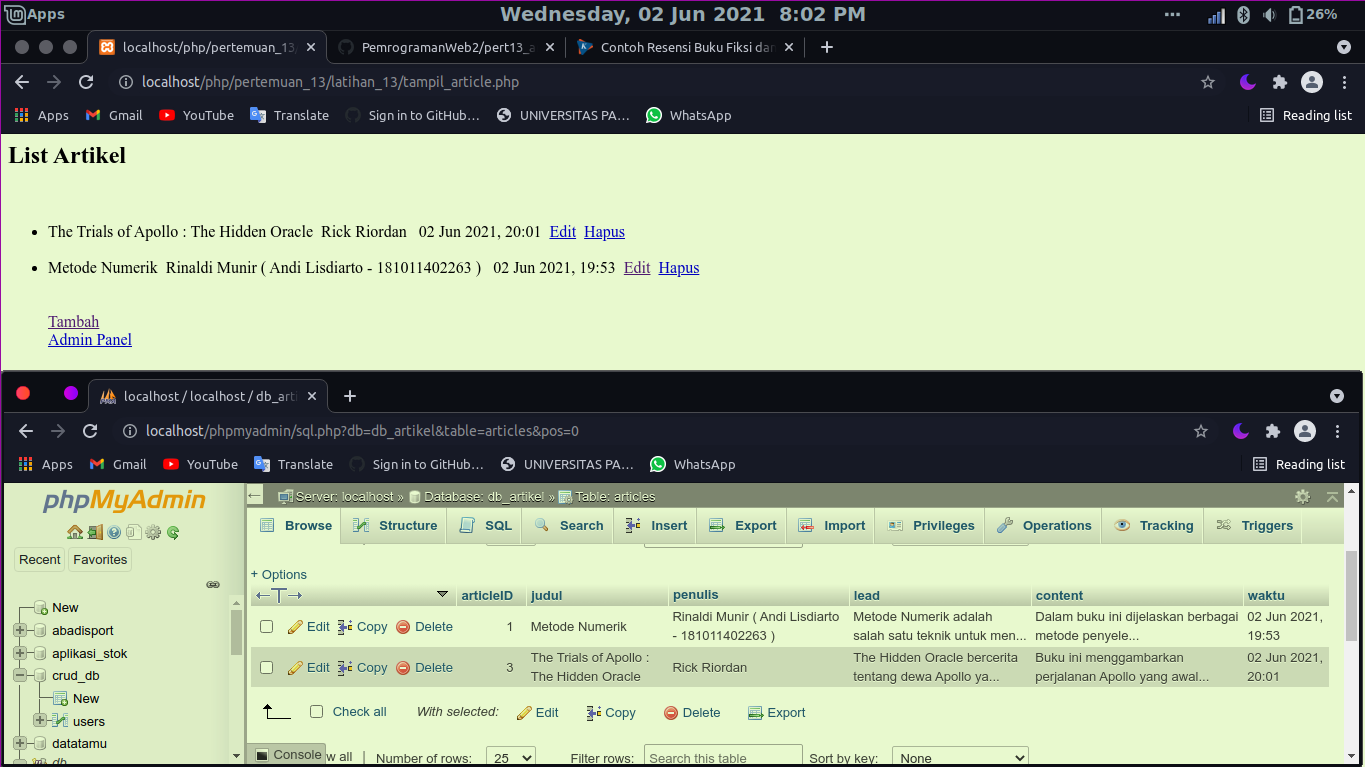 Apps Wednesday, 02 Jun 2021 8:02 PM ... 26%
localhost/php/pertemuan_13/ PemrogramanWeb2/pert13_a Contoh Resensi Buku Fiksi dan
localhost/php/pertemuan_13/latihan_13/tampil_article.php
Apps Gmail YouTube Translate Sign in to GitHub... UNIVERSITAS PA... WhatsApp Reading list
List Artikel
The Trials of Apollo : The Hidden Oracle Rick Riordan 02 Jun 2021, 20:01 Edit Hapus
Metode Numerik Rinaldi Munir ( Andi Lisdiarto - 181011402263 ) 02 Jun 2021, 19:53 Edit Hapus
Tambah
Admin Panel
localhost / localhost / db_arti
localhost/phpmyadmin/sql.php?db=db_artikel&table=articles&pos=0
Apps Gmail YouTube Translate Sign in to GitHub... UNIVERSITAS PA... WhatsApp Reading list
phpMyAdmin
Recent Favorites
New
abadisport
aplikasi_stok
crud_db
New
users
datatamu
db
Server: localhost » Database: db_artikel » Table: articles
Browse Structure SQL Search Insert Export Import Privileges Operations Tracking Triggers
+ Options
articleID judul penulis lead content waktu
Edit Copy Delete 1 Metode Numerik Rinaldi Munir ( Andi Lisdiarto Metode Numerik adalah Dalam buku ini dijelaskan berbagai 02 Jun 2021,
- 181011402263 ) salah satu teknik untuk men... metode penyele... 19:53
Edit Copy Delete 3 The Trials of Apollo : Rick Riordan The Hidden Oracle bercerita Buku ini menggambarkan 02 Jun 2021,
The Hidden Oracle tentang dewa Apollo ya... perjalanan Apollo yang awal... 20:01
Check all With selected: Edit Copy Delete Export
Console w all | Number of rows: 25 Filter rows: Search this table Sort by key: None